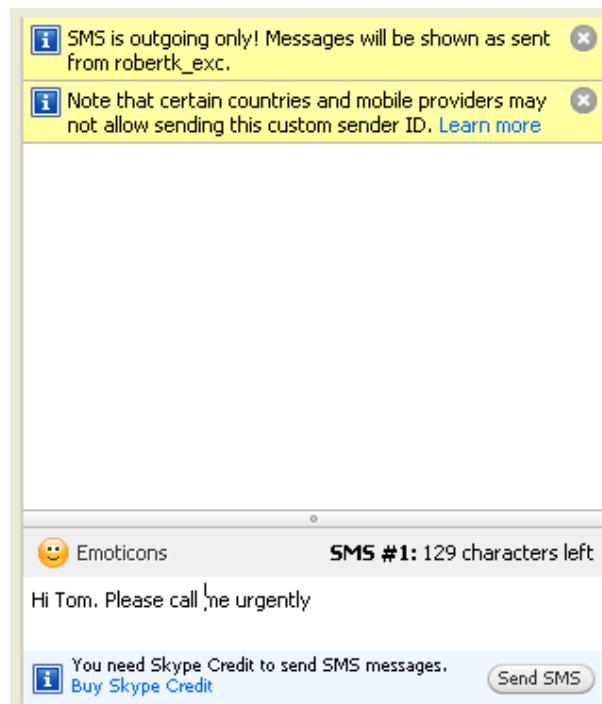 SMS is outgoing only! Messages will be shown as sent
from robertk_exc.
Note that certain countries and mobile providers may
not allow sending this custom sender ID. Learn more
Emoticons SMS #1: 129 characters left
Hi Tom. Please call me urgently
You need Skype Credit to send SMS messages.
Buy Skype Credit
Send SMS